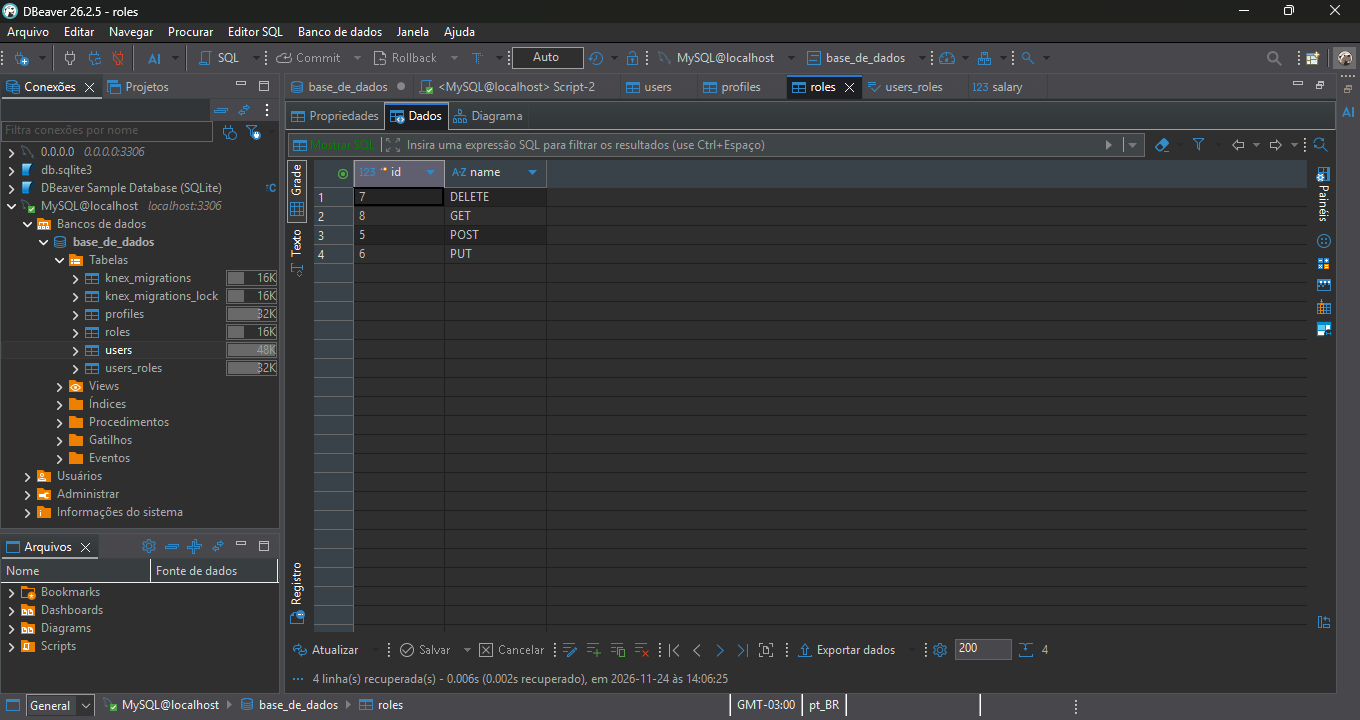 DBeaver 26.2.5 - roles
Arquivo Editar Navegar Procurar Editor SQL Banco de dados Janela Ajuda
AI SQL Commit Rollback T Auto MySQL@localhost base_de_dados
Conexões Projetos
base_de_dados <MySQL@localhost> Script-2 users profiles roles users_roles 123 salary
Propriedades Dados Diagrama
AI
Filtra conexões por nome
Mostrar SQL Insira uma expressão SQL para filtrar os resultados (use Ctrl+Espaço)
0.0.0.0 0.0.0.0:3306
db.sqlite3
DBeaver Sample Database (SQLite)
MySQL@localhost localhost:3306
Bancos de dados
base_de_dados
Tabelas
knex_migrations 16K
knex_migrations_lock 16K
profiles 32K
roles 16K
users 48K
users_roles 32K
Views
Índices
Procedimentos
Gatilhos
Eventos
Usuários
Administrar
Informações do sistema
Grade
Texto
Registro
123 id A-Z name
1 7 DELETE
2 8 GET
3 5 POST
4 6 PUT
Painéis
Arquivos
Nome Fonte de dados
Bookmarks
Dashboards
Diagrams
Scripts
Atualizar Salvar Cancelar Exportar dados 200 4
4 linha(s) recuperada(s) - 0.006s (0.002s recuperado), em 2026-11-24 às 14:06:25
General MySQL@localhost base_de_dados roles GMT-03:00 pt_BR